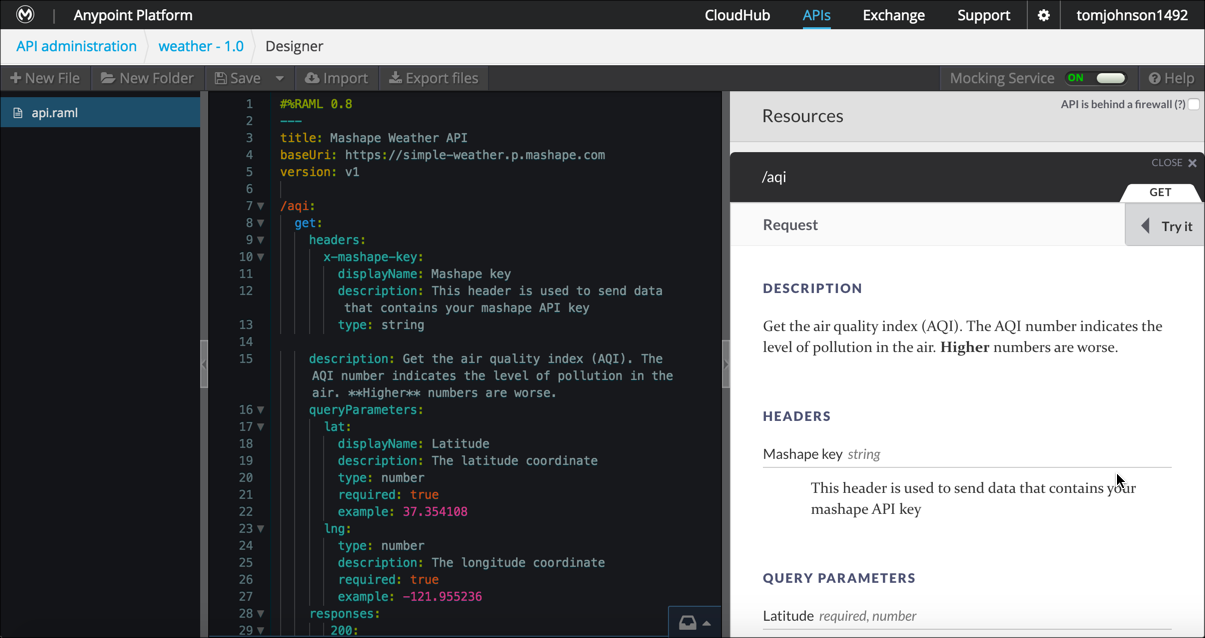 Anypoint Platform
CloudHub APIs Exchange Support tomjohnson1492
API administration weather - 1.0 Designer
+ New File New Folder Save Import Export files Mocking Service ON Help
api.raml
1 #%RAML 0.8
2 ---
3 title: Mashape Weather API
4 baseUri: https://simple-weather.p.mashape.com
5 version: v1
6
7 /aqi:
8 get:
9 headers:
10 x-mashape-key:
11 displayName: Mashape key
12 description: This header is used to send data
that contains your mashape API key
13 type: string
14
15 description: Get the air quality index (AQI). The
AQI number indicates the level of pollution in the
air. **Higher** numbers are worse.
16 queryParameters:
17 lat:
18 displayName: Latitude
19 description: The latitude coordinate
20 type: number
21 required: true
22 example: 37.354108
23 lng:
24 type: number
25 description: The longitude coordinate
26 required: true
27 example: -121.955236
28 responses:
29 200:
API is behind a firewall (?)
Resources
CLOSE ×
/aqi
GET
Request
Try it
DESCRIPTION
Get the air quality index (AQI). The AQI number indicates the
level of pollution in the air. Higher numbers are worse.
HEADERS
Mashape key string
This header is used to send data that contains your
mashape API key
QUERY PARAMETERS
Latitude required, number